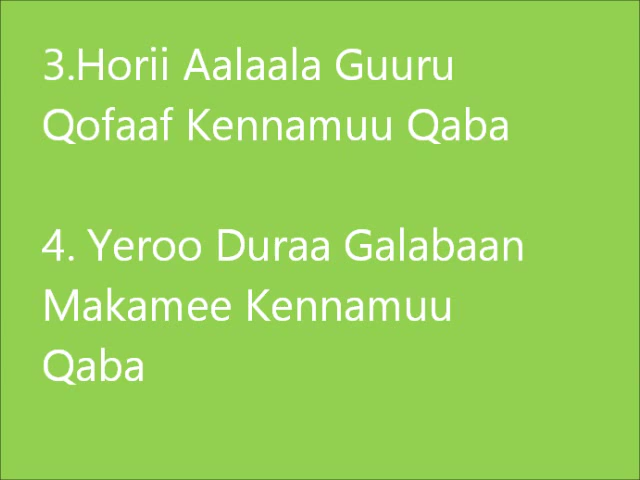 3.Horii Aalaala Guuru
Qofaaf Kennamuu Qaba
4. Yeroo Duraa Galabaan
Makamee Kennamuu
Qaba